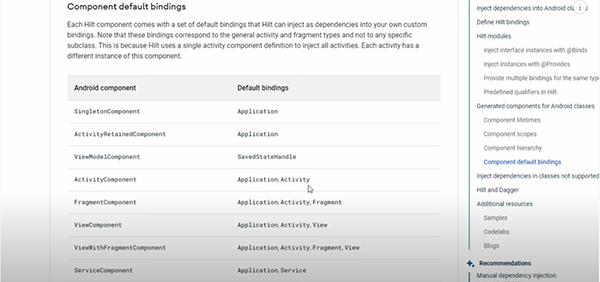 Component default bindings
Each Hilt component comes with a set of default bindings that Hilt can inject as dependencies into your own custom
bindings. Note that these bindings correspond to the general activity and fragment types and not to any specific
subclass. This is because Hilt uses a single activity component definition to inject all activities. Each activity has a
different instance of this component.
Android component Default bindings
SingletonComponent Application
ActivityRetainedComponent Application
ViewModelComponent SavedStateHandle
ActivityComponent Application, Activity
FragmentComponent Application, Activity, Fragment
ViewComponent Application, Activity, View
ViewWithFragmentComponent Application, Activity, Fragment, View
ServiceComponent Application, Service
Inject dependencies into Android
Define Hilt bindings
Hilt modules
Inject interface instances with @Binds
Inject instances with @Provides
Provide multiple bindings for the same
Predefined qualifiers in Hilt
Generated components for Android classes
Component lifetimes
Component scopes
Component hierarchy
Component default bindings
Inject dependencies in classes not supported
Hilt and Dagger
Additional resources
Samples
Codelabs
Blogs
Recommendations
Manual dependency injection